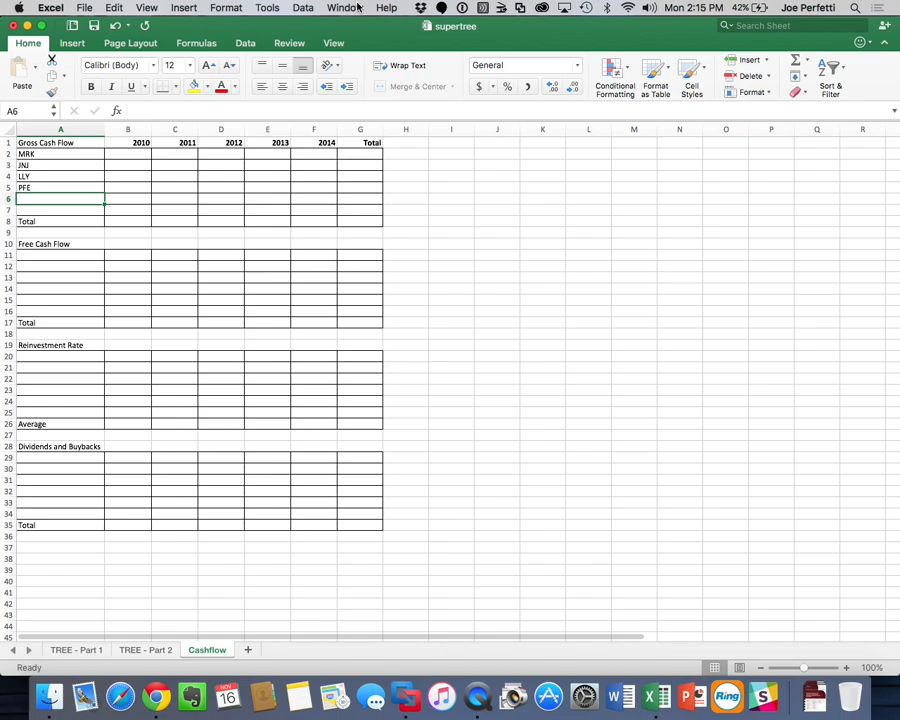 Excel File Edit View Insert Format Tools Data Window Help 42% Mon 2:15 PM Joe Perfetti
supertree
Search Sheet
Home Insert Page Layout Formulas Data Review View
Paste
Calibri (Body) 12 A A
B I U A
Wrap Text
Merge & Center
General
$ % ,
Conditional Formatting
Format as Table
Cell Styles
Insert
Delete
Format
Sort & Filter
A6 fx
A B C D E F G H I J K L M N O P Q R
1 Gross Cash Flow 2010 2011 2012 2013 2014 Total
2 MRK
3 JNJ
4 LLY
5 PFE
6
7
8 Total
9
10 Free Cash Flow
11
12
13
14
15
16
17 Total
18
19 Reinvestment Rate
20
21
22
23
24
25
26 Average
27
28 Dividends and Buybacks
29
30
31
32
33
34
35 Total
36
37
38
39
40
41
42
43
44
45
TREE - Part 1 TREE - Part 2 Cashflow +
Ready 100%
NOV 16
Ring